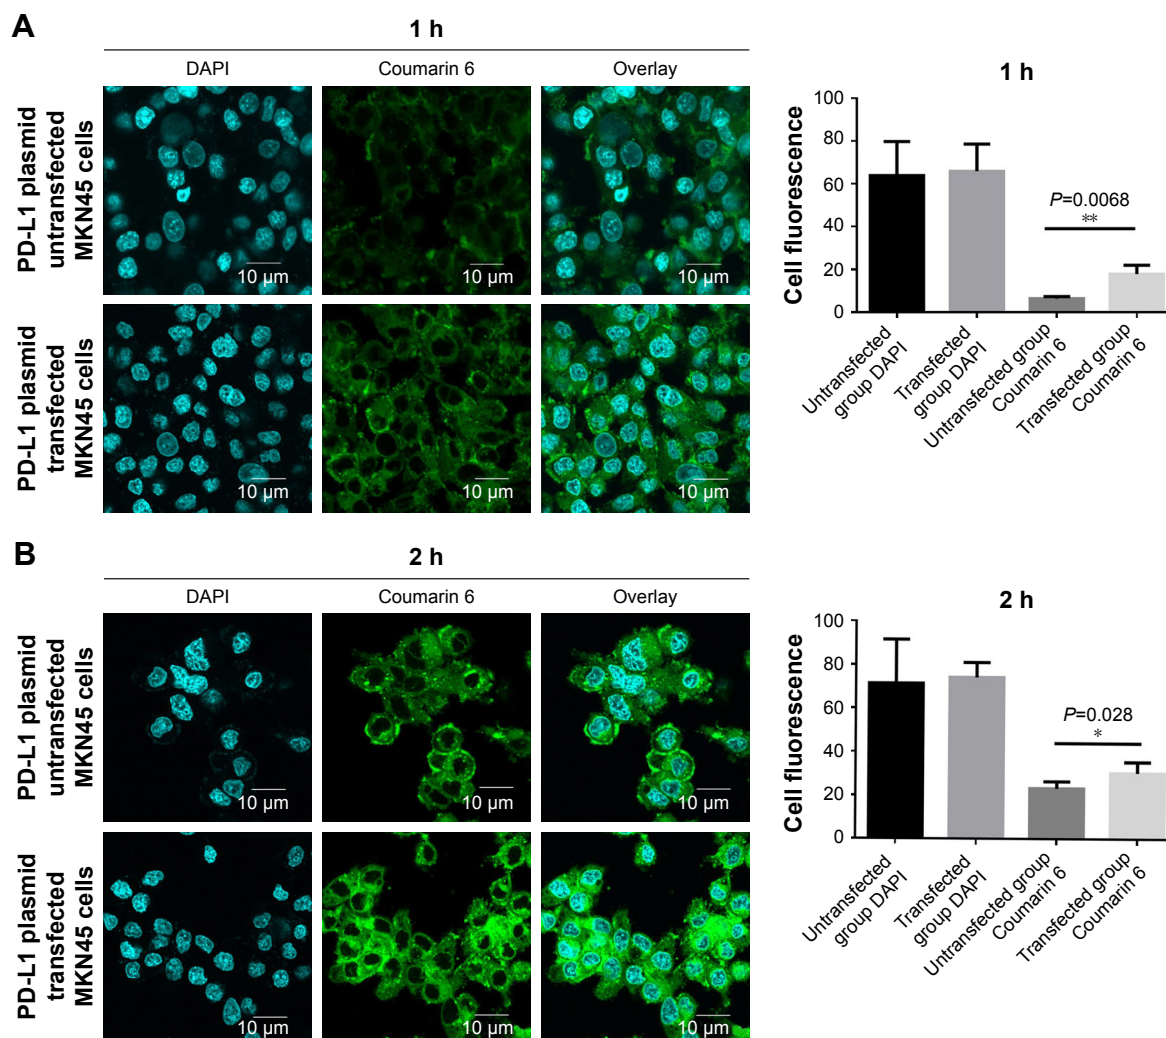 A
1 h
DAPI
Coumarin 6
Overlay
PD-L1 plasmid
untransfected
MKN45 cells
10 µm
10 µm
10 µm
PD-L1 plasmid
transfected
MKN45 cells
10 µm
10 µm
10 µm
1 h
Cell fluorescence
100
80
60
40
20
0
P=0.0068
**
Untransfected
group DAPI
Transfected
group DAPI
Untransfected group
Coumarin 6
Transfected group
Coumarin 6
B
2 h
DAPI
Coumarin 6
Overlay
PD-L1 plasmid
untransfected
MKN45 cells
10 µm
10 µm
10 µm
PD-L1 plasmid
transfected
MKN45 cells
10 µm
10 µm
10 µm
2 h
Cell fluorescence
100
80
60
40
20
0
P=0.028
*
Untransfected
group DAPI
Transfected
group DAPI
Untransfected group
Coumarin 6
Transfected group
Coumarin 6